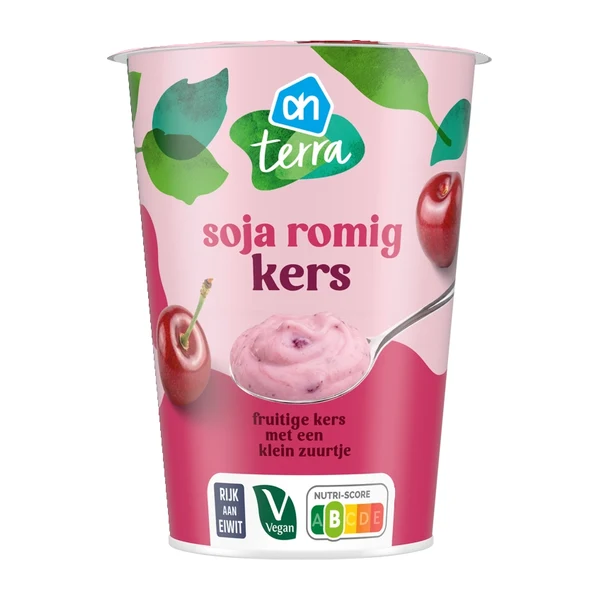 ah
terra
soja romig
kers
fruitige kers
met een
klein zuurtje
RIJK
AAN
EIWIT
V
Vegan
NUTRI-SCORE
A B C D E